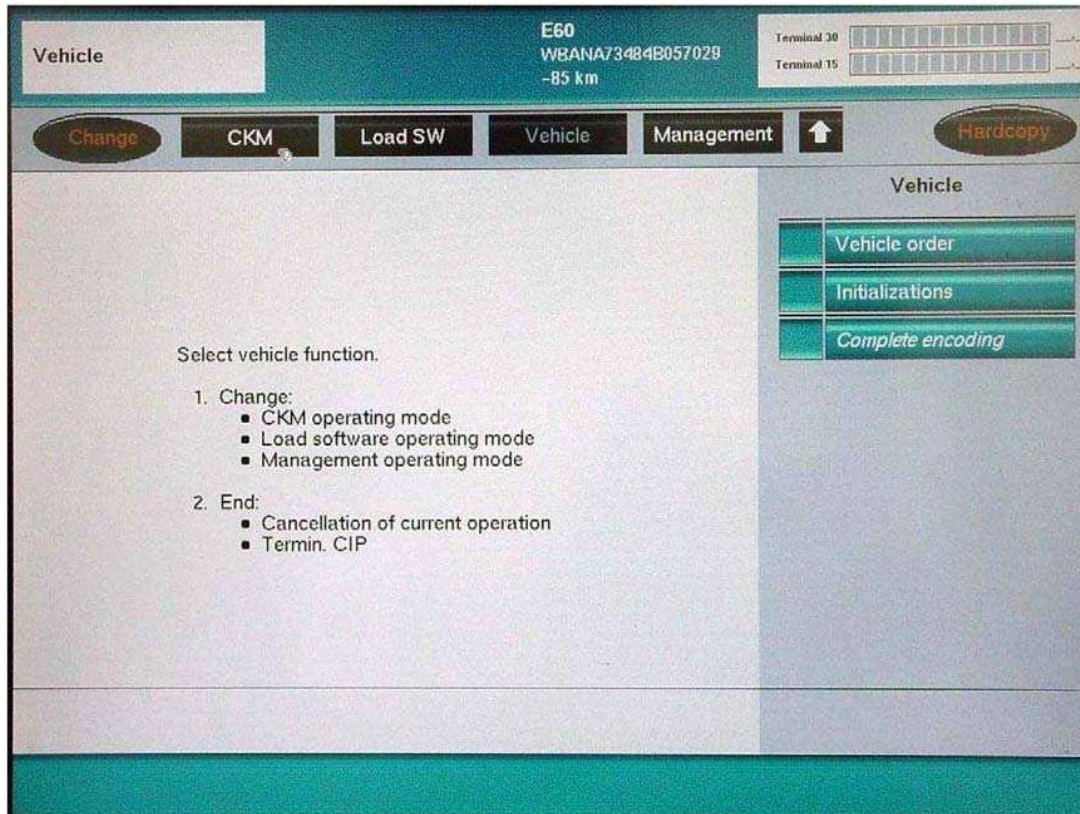 Vehicle
E60
WBANA73484B057029
-85 km
Terminal 30
Terminal 15
Change
CKM
Load SW
Vehicle
Management
Hardcopy
Vehicle
Vehicle order
Initializations
Complete encoding
Select vehicle function.
1. Change:
▪ CKM operating mode
▪ Load software operating mode
▪ Management operating mode
2. End:
▪ Cancellation of current operation
▪ Termin. CIP